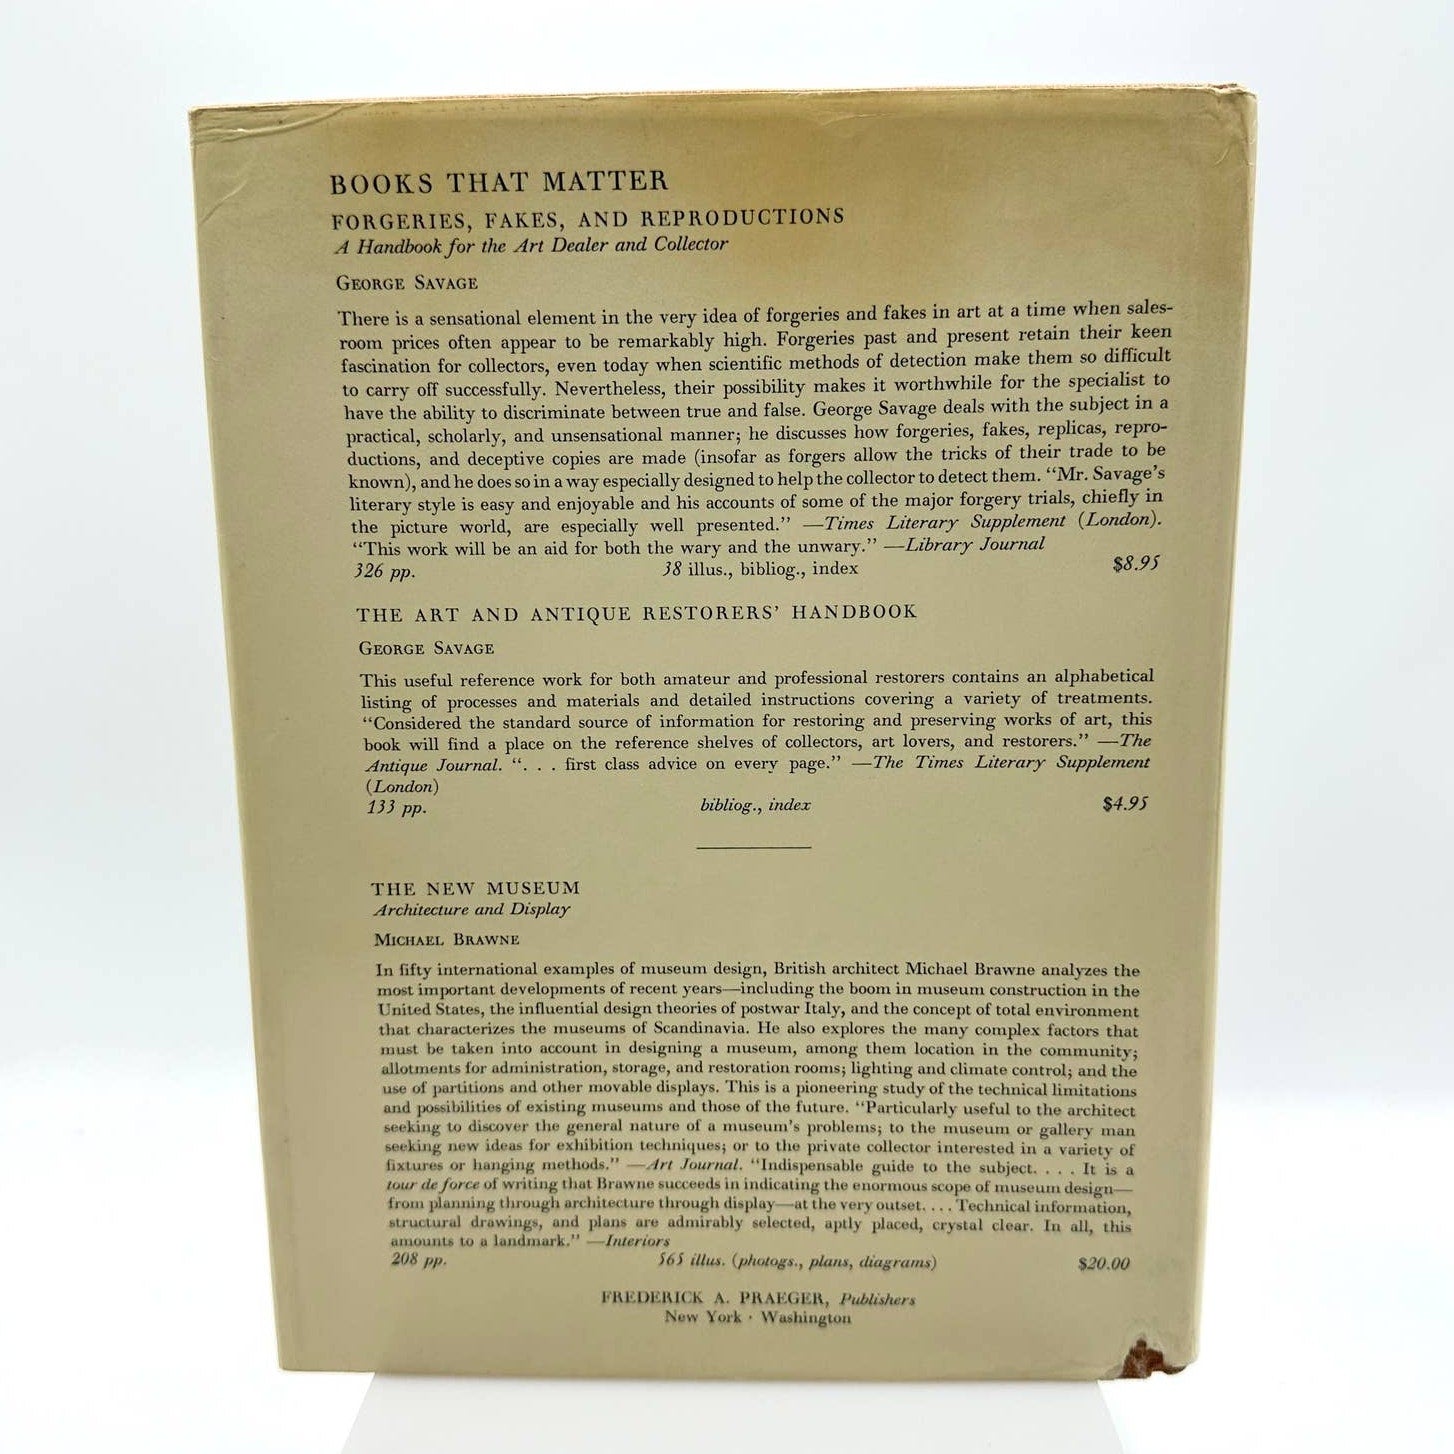 BOOKS THAT MATTER
FORGERIES, FAKES, AND REPRODUCTIONS
A Handbook for the Art Dealer and Collector
GEORGE SAVAGE
There is a sensational element in the very idea of forgeries and fakes in art at a time when sales-
room prices often appear to be remarkably high. Forgeries past and present retain their keen
fascination for collectors, even today when scientific methods of detection make them so difficult
to carry off successfully. Nevertheless, their possibility makes it worthwhile for the specialist to
have the ability to discriminate between true and false. George Savage deals with the subject in a
practical, scholarly, and unsensational manner; he discusses how forgeries, fakes, replicas, repro-
ductions, and deceptive copies are made (insofar as forgers allow the tricks of their trade to be
known), and he does so in a way especially designed to help the collector to detect them. “Mr. Savage’s
literary style is easy and enjoyable and his accounts of some of the major forgery trials, chiefly in
the picture world, are especially well presented.” —Times Literary Supplement (London).
“This work will be an aid for both the wary and the unwary.” —Library Journal
326 pp. 38 illus., bibliog., index $8.95
THE ART AND ANTIQUE RESTORERS’ HANDBOOK
GEORGE SAVAGE
This useful reference work for both amateur and professional restorers contains an alphabetical
listing of processes and materials and detailed instructions covering a variety of treatments.
“Considered the standard source of information for restoring and preserving works of art, this
book will find a place on the reference shelves of collectors, art lovers, and restorers.” —The
Antique Journal. “. . . first class advice on every page.” —The Times Literary Supplement
(London)
133 pp. bibliog., index $4.95
THE NEW MUSEUM
Architecture and Display
MICHAEL BRAWNE
In fifty international examples of museum design, British architect Michael Brawne analyzes the
most important developments of recent years—including the boom in museum construction in the
United States, the influential design theories of postwar Italy, and the concept of total environment
that characterizes the museums of Scandinavia. He also explores the many complex factors that
must be taken into account in designing a museum, among them location in the community;
allotments for administration, storage, and restoration rooms; lighting and climate control; and the
use of partitions and other movable displays. This is a pioneering study of the technical limitations
and possibilities of existing museums and those of the future. “Particularly useful to the architect
seeking to discover the general nature of a museum’s problems; to the museum or gallery man
seeking new ideas for exhibition techniques; or to the private collector interested in a variety of
fixtures or hanging methods.” —Art Journal. “Indispensable guide to the subject. . . . It is a
tour de force of writing that Brawne succeeds in indicating the enormous scope of museum design—
from planning through architecture through display—at the very outset. . . . Technical information,
structural drawings, and plans are admirably selected, aptly placed, crystal clear. In all, this
amounts to a landmark.” —Interiors
208 pp. 565 illus. (photogs., plans, diagrams) $20.00
FREDERICK A. PRAEGER, Publishers
New York · Washington